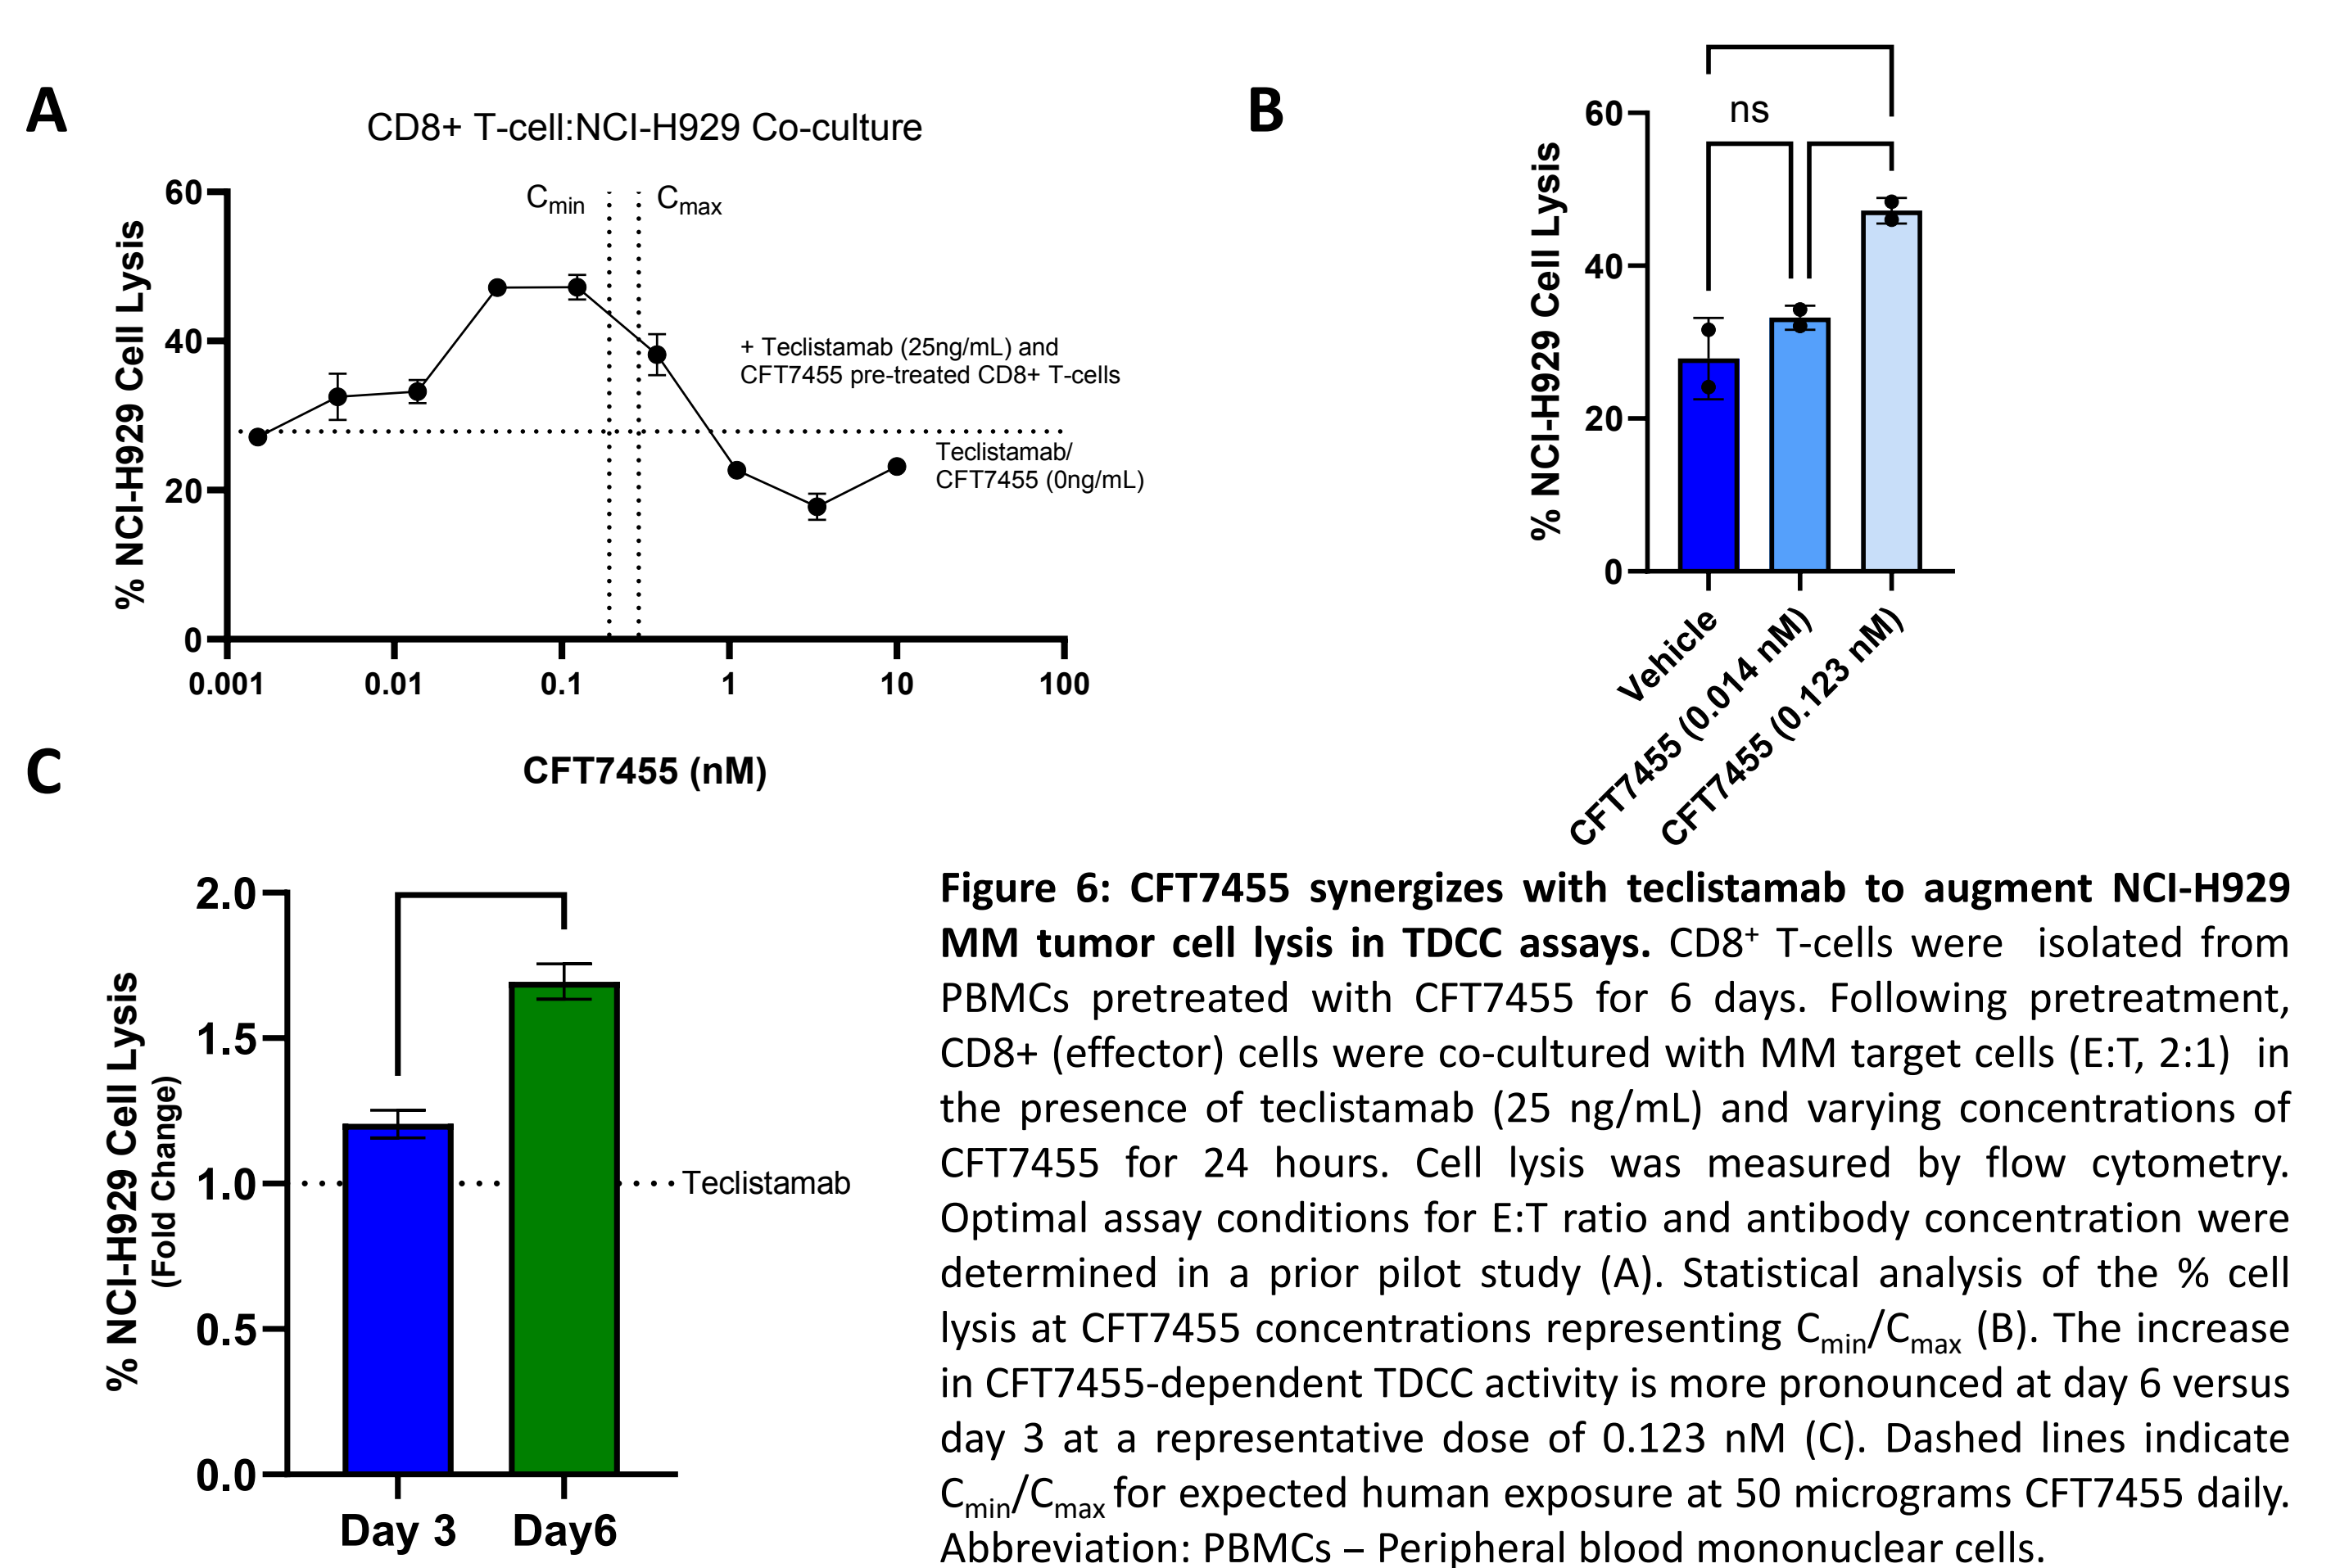 A
CD8+ T-cell:NCI-H929 Co-culture
% NCI-H929 Cell Lysis
60
40
20
0
Cmin
Cmax
+ Teclistamab (25ng/mL) and
CFT7455 pre-treated CD8+ T-cells
Teclistamab/
CFT7455 (0ng/mL)
0.001
0.01
0.1
1
10
100
CFT7455 (nM)
B
% NCI-H929 Cell Lysis
60
40
20
0
ns
Vehicle
CFT7455 (0.014 nM)
CFT7455 (0.123 nM)
C
% NCI-H929 Cell Lysis
(Fold Change)
2.0
1.5
1.0
0.5
0.0
Teclistamab
Day 3
Day6
Figure 6: CFT7455 synergizes with teclistamab to augment NCI-H929
MM tumor cell lysis in TDCC assays. CD8⁺ T-cells were isolated from
PBMCs pretreated with CFT7455 for 6 days. Following pretreatment,
CD8+ (effector) cells were co-cultured with MM target cells (E:T, 2:1) in
the presence of teclistamab (25 ng/mL) and varying concentrations of
CFT7455 for 24 hours. Cell lysis was measured by flow cytometry.
Optimal assay conditions for E:T ratio and antibody concentration were
determined in a prior pilot study (A). Statistical analysis of the % cell
lysis at CFT7455 concentrations representing Cmin/Cmax (B). The increase
in CFT7455-dependent TDCC activity is more pronounced at day 6 versus
day 3 at a representative dose of 0.123 nM (C). Dashed lines indicate
Cmin/Cmax for expected human exposure at 50 micrograms CFT7455 daily.
Abbreviation: PBMCs – Peripheral blood mononuclear cells.